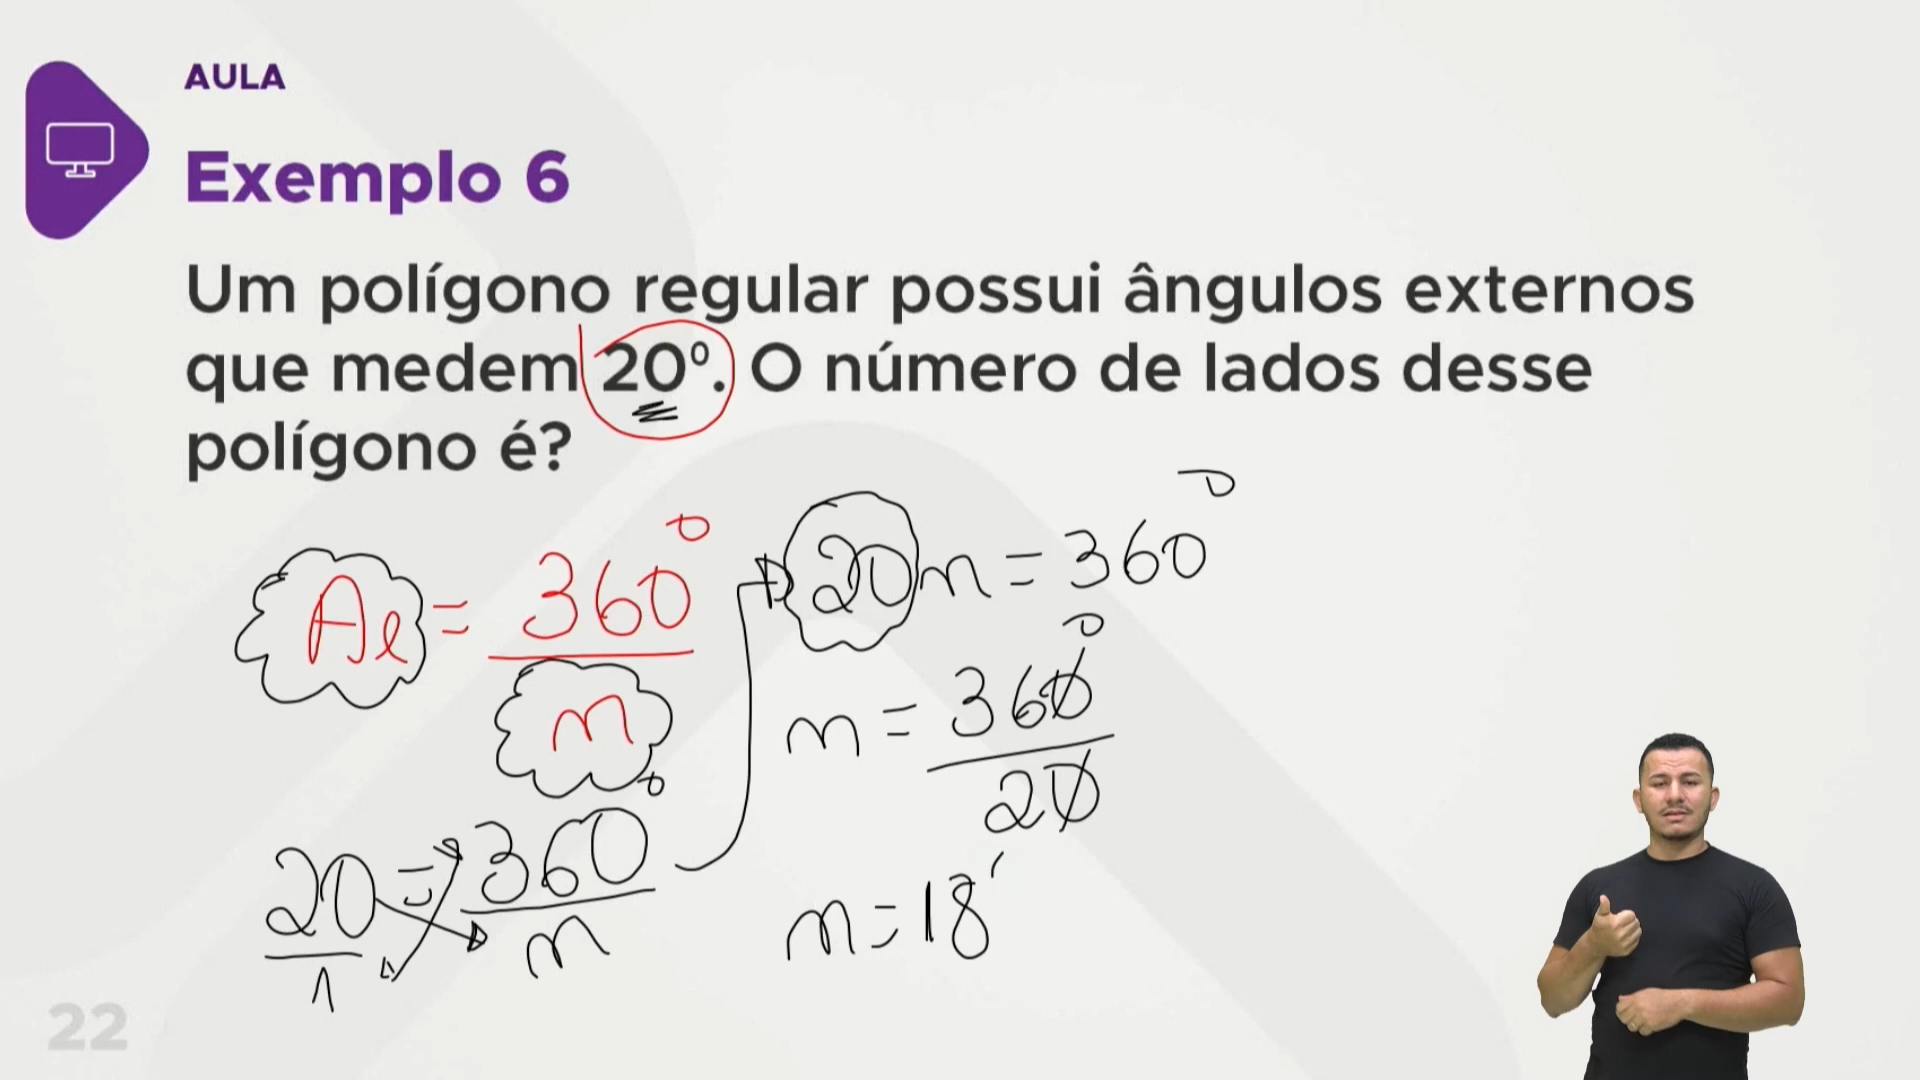 AULA
Exemplo 6
Um polígono regular possui ângulos externos
que medem 20º. O número de lados desse
polígono é?
Ae = 360°
n
20 = 360°
1 n
20n = 360°
n = 360°
20
n = 18
22